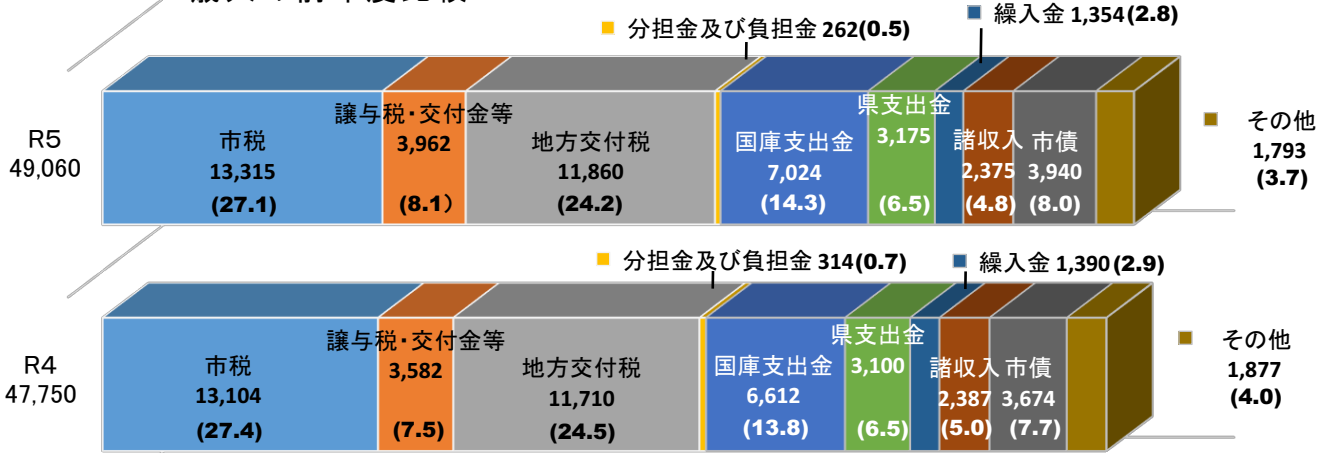 分担金及び負担金 262(0.5)
繰入金 1,354(2.8)
R5
49,060
市税
13,315
(27.1)
譲与税・交付金等
3,962
(8.1)
地方交付税
11,860
(24.2)
国庫支出金
7,024
(14.3)
県支出金
3,175
(6.5)
諸収入
2,375
(4.8)
市債
3,940
(8.0)
その他
1,793
(3.7)
分担金及び負担金 314(0.7)
繰入金 1,390(2.9)
R4
47,750
市税
13,104
(27.4)
譲与税・交付金等
3,582
(7.5)
地方交付税
11,710
(24.5)
国庫支出金
6,612
(13.8)
県支出金
3,100
(6.5)
諸収入
2,387
(5.0)
市債
3,674
(7.7)
その他
1,877
(4.0)